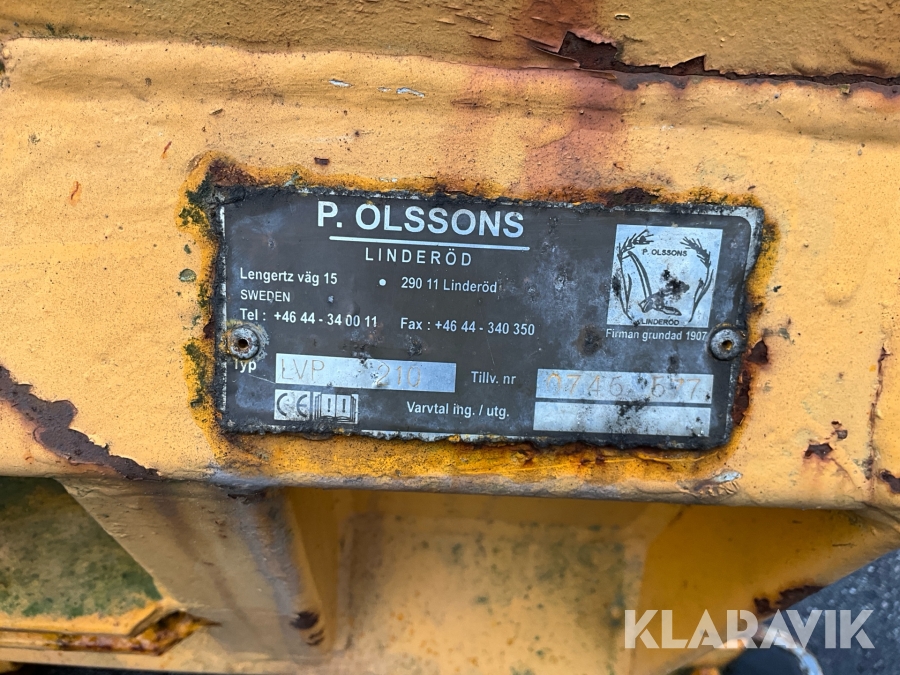 P. OLSSONS
LINDERÖD
Lengertz väg 15 • 290 11 Linderöd
SWEDEN
Tel : +46 44 - 34 00 11 Fax : +46 44 - 340 350
P. OLSSONS
LINDERÖD
Firman grundad 1907
Typ LVP 210 Tillv. nr
CE Varvtal ing. / utg.
KLARAVIK